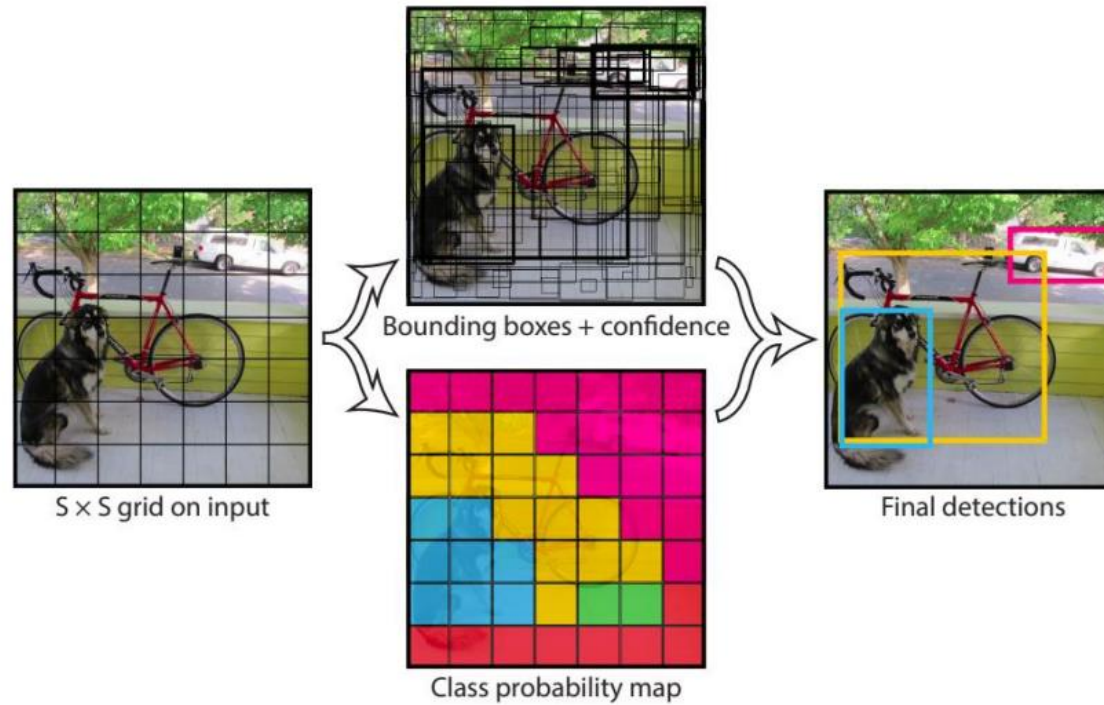 Bounding boxes + confidence
S × S grid on input
Final detections
Class probability map